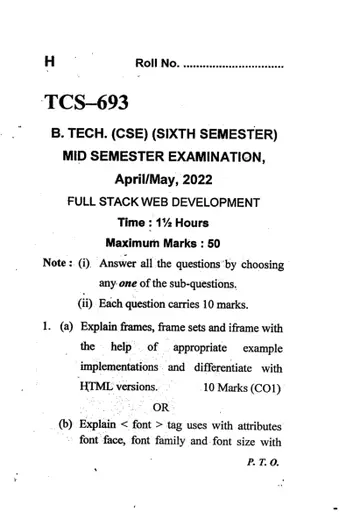 H Roll No. ................................
TCS–693
B. TECH. (CSE) (SIXTH SEMESTER)
MID SEMESTER EXAMINATION,
April/May, 2022
FULL STACK WEB DEVELOPMENT
Time : 1½ Hours
Maximum Marks : 50
Note : (i) Answer all the questions by choosing
any one of the sub-questions.
(ii) Each question carries 10 marks.
1. (a) Explain frames, frame sets and iframe with
the help of appropriate example
implementations and differentiate with
HTML versions. 10 Marks (CO1)
OR
(b) Explain < font > tag uses with attributes
font face, font family and font size with
P. T. O.